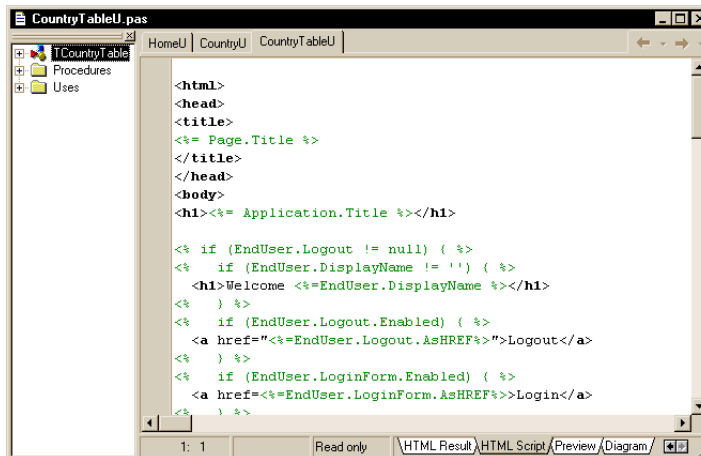 CountryTableU.pas
TCountryTable
Procedures
Uses
HomeU CountryU CountryTableU
<html>
<head>
<title>
<%= Page.Title %>
</title>
</head>
<body>
<h1><%= Application.Title %></h1>
<% if (EndUser.Logout != null) { %>
<%   if (EndUser.DisplayName != '') { %>
  <h1>Welcome <%=EndUser.DisplayName %></h1>
<%   } %>
<%   if (EndUser.Logout.Enabled) { %>
  <a href="<%=EndUser.Logout.AsHREF%>">Logout</a>
<%   } %>
<%   if (EndUser.LoginForm.Enabled) { %>
  <a href=<%=EndUser.LoginForm.AsHREF%>>Login</a>
<%   } %>
1: 1 Read only HTML Result HTML Script Preview Diagram